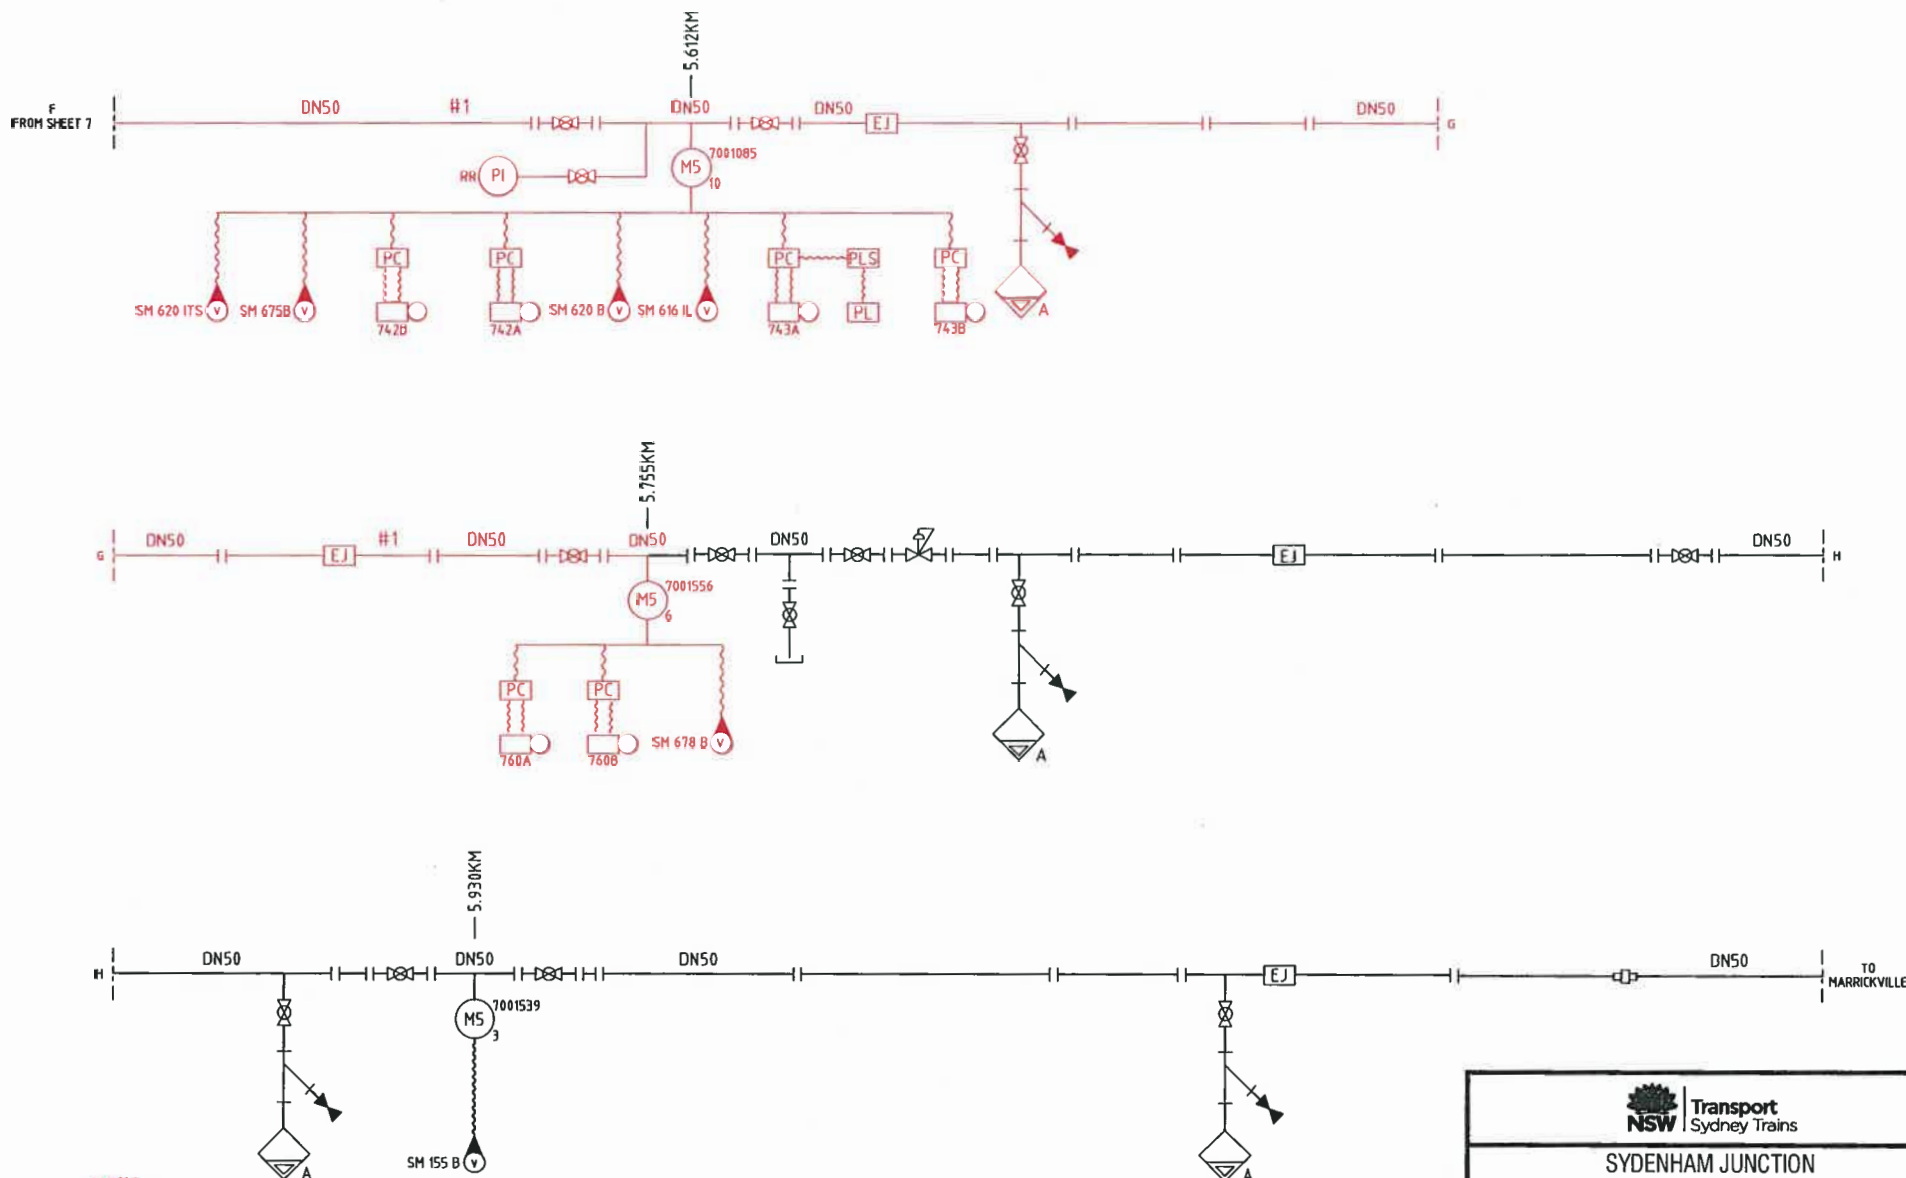 5.612KM
F
FROM SHEET 7
DN50 #1 DN50 DN50 EJ DN50 G
RR PI M5 7001085
10
PC PC PC PLS PC
SM 620 ITS V SM 675B V 742B 742A SM 620 B V SM 616 IL V 743A PL 743B A
5.755KM
G DN50 EJ #1 DN50 DN50 DN50 EJ DN50 H
M5 7001556
6
PC PC
760A 760B SM 678 B V A
5.930KM
H DN50 DN50 DN50 EJ DN50 TO
MARRICKVILLE
M5 7001539
3
SM 155 B V A A
NSW Transport
Sydney Trains
SYDENHAM JUNCTION